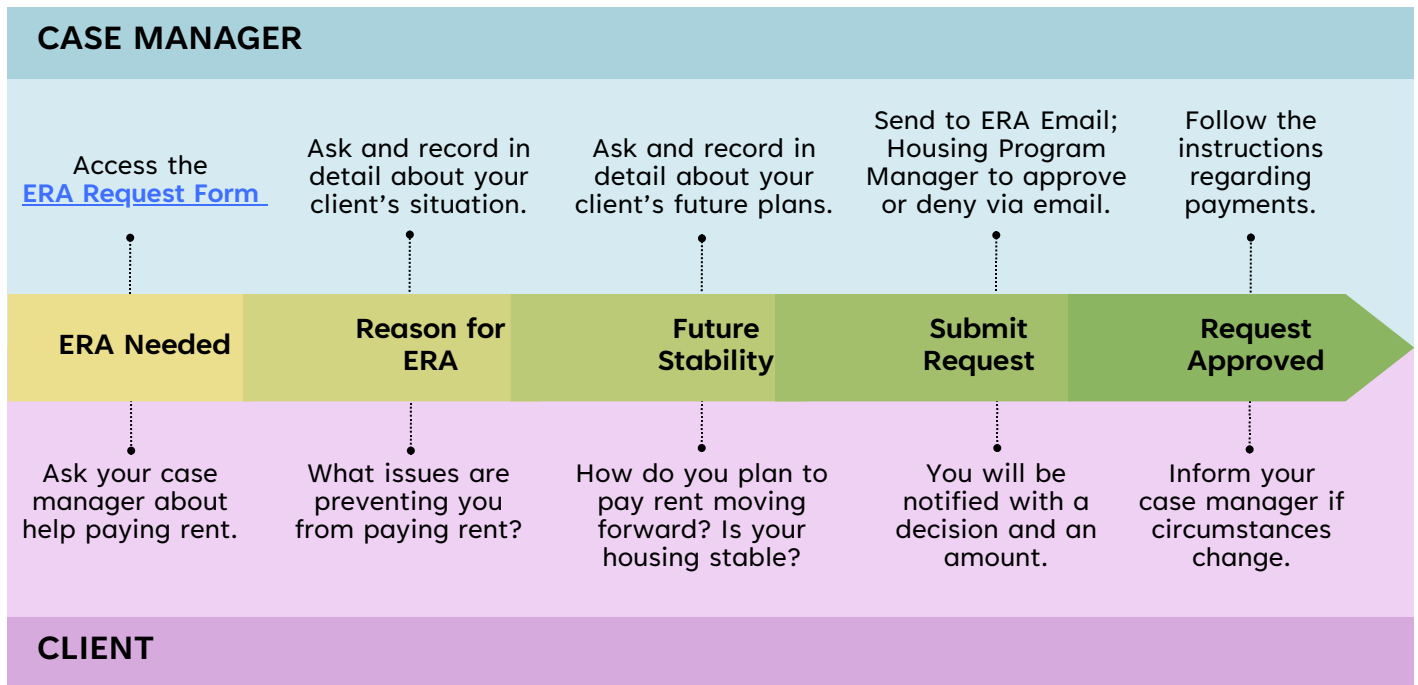 CASE MANAGER
Access the
ERA Request Form
Ask and record in
detail about your
client’s situation.
Ask and record in
detail about your
client’s future plans.
Send to ERA Email;
Housing Program
Manager to approve
or deny via email.
Follow the
instructions
regarding
payments.
ERA Needed
Reason for
ERA
Future
Stability
Submit
Request
Request
Approved
Ask your case
manager about
help paying rent.
What issues are
preventing you
from paying rent?
How do you plan to
pay rent moving
forward? Is your
housing stable?
You will be
notified with a
decision and an
amount.
Inform your
case manager if
circumstances
change.
CLIENT